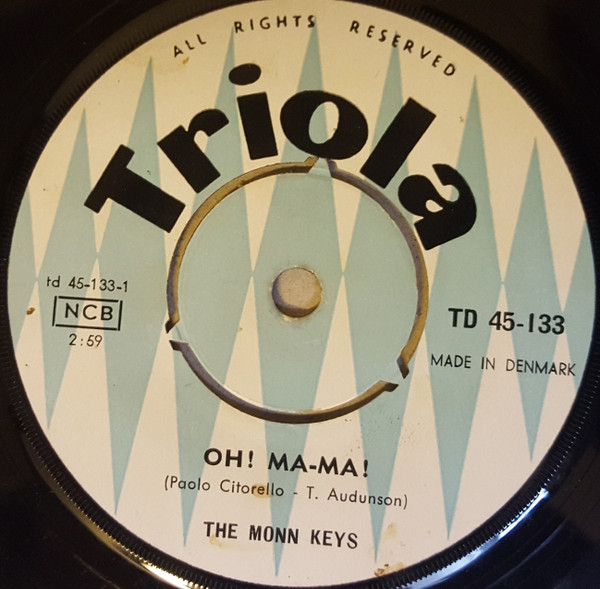 ALL RIGHTS RESERVED
Triola
td 45-133-1
NCB
2:59
TD 45-133
MADE IN DENMARK
OH! MA-MA!
(Paolo Citorello - T. Audunson)
THE MONN KEYS